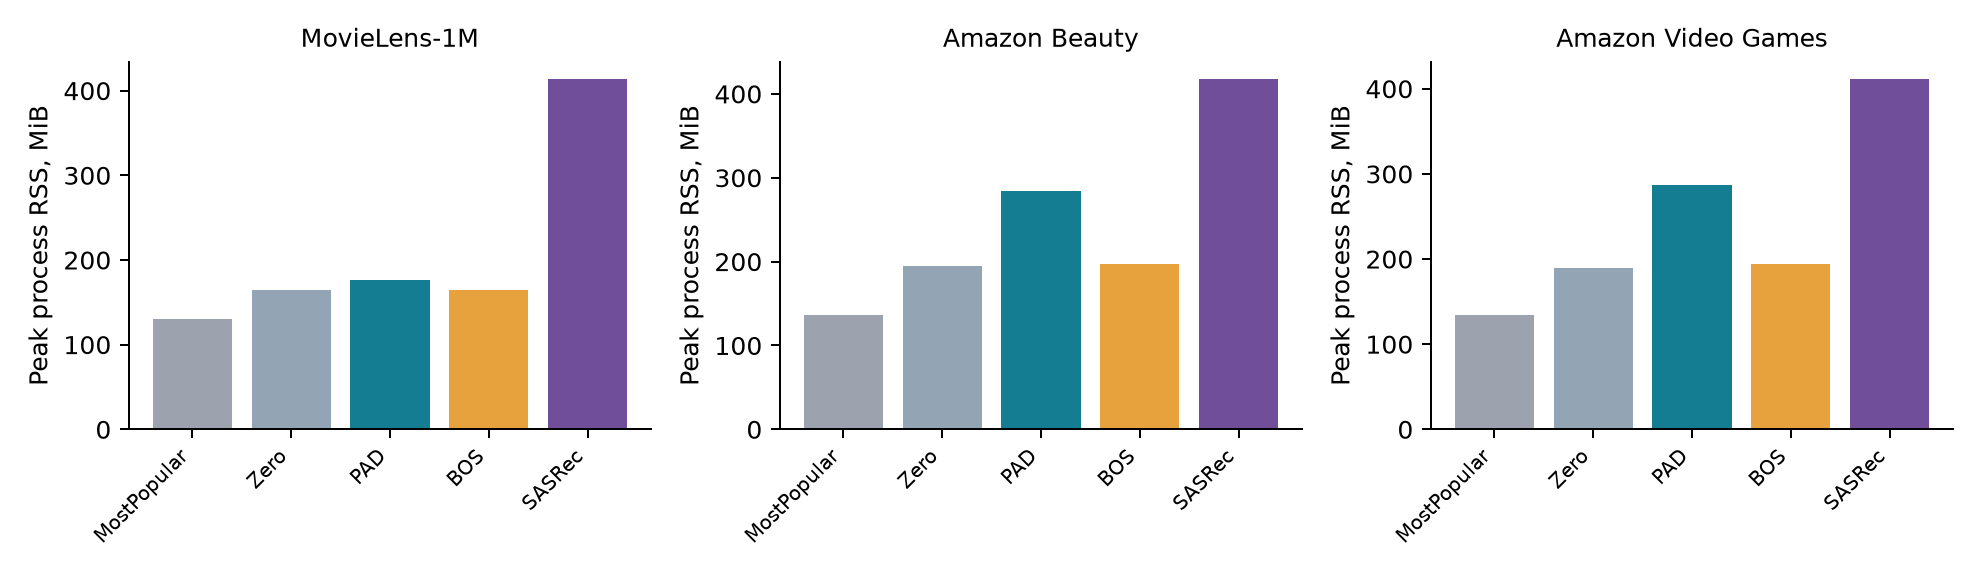 MovieLens-1M
Peak process RSS, MiB
400
300
200
100
0
MostPopular
Zero
PAD
BOS
SASRec
Amazon Beauty
Peak process RSS, MiB
400
300
200
100
0
MostPopular
Zero
PAD
BOS
SASRec
Amazon Video Games
Peak process RSS, MiB
400
300
200
100
0
MostPopular
Zero
PAD
BOS
SASRec